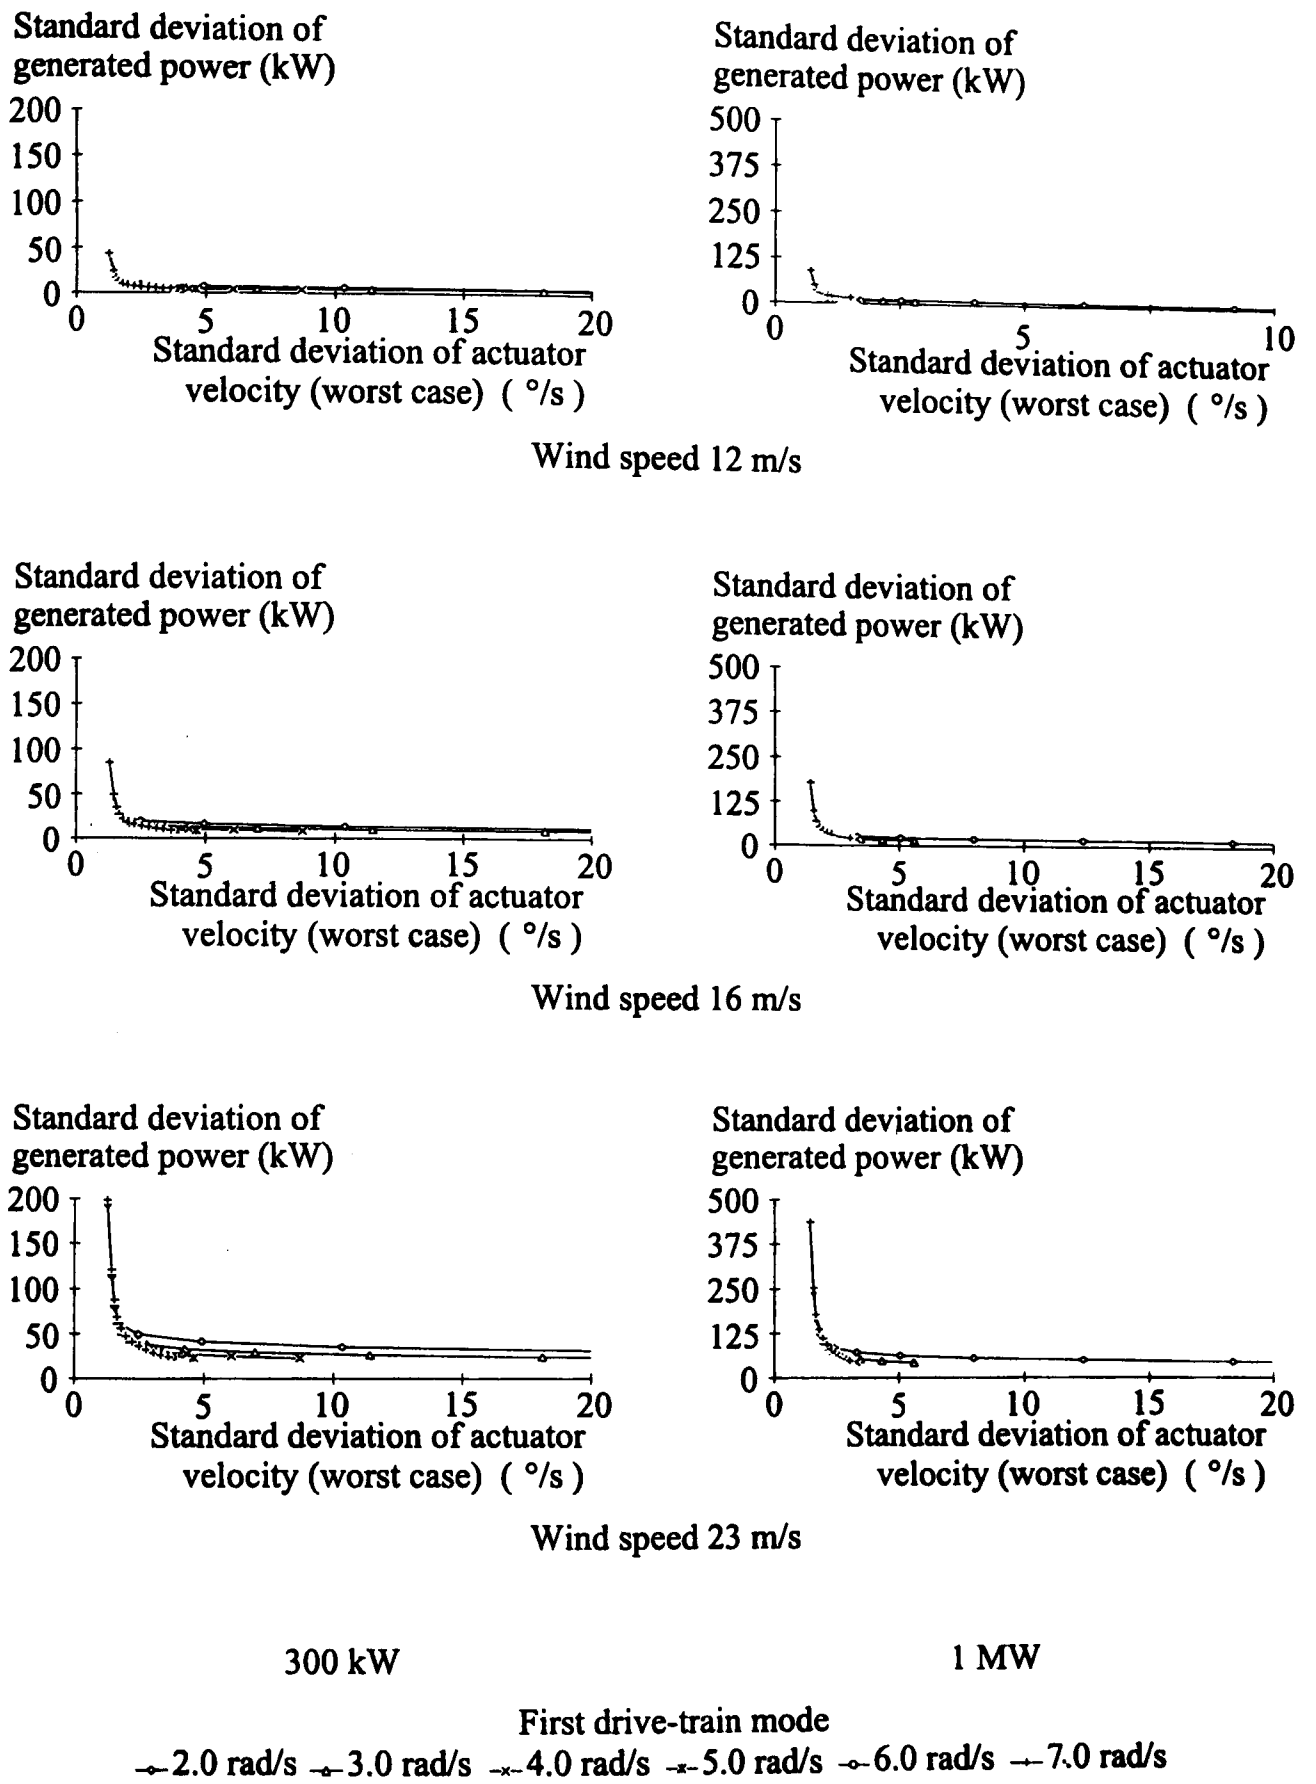 Standard deviation of
generated power (kW)
200
150
100
50
0
0 5 10 15 20
Standard deviation of actuator
velocity (worst case) ( °/s )
Standard deviation of
generated power (kW)
500
375
250
125
0
0 5 10
Standard deviation of actuator
velocity (worst case) ( °/s )
Wind speed 12 m/s
Standard deviation of
generated power (kW)
200
150
100
50
0
0 5 10 15 20
Standard deviation of actuator
velocity (worst case) ( °/s )
Standard deviation of
generated power (kW)
500
375
250
125
0
0 5 10 15 20
Standard deviation of actuator
velocity (worst case) ( °/s )
Wind speed 16 m/s
Standard deviation of
generated power (kW)
200
150
100
50
0
0 5 10 15 20
Standard deviation of actuator
velocity (worst case) ( °/s )
Standard deviation of
generated power (kW)
500
375
250
125
0
0 5 10 15 20
Standard deviation of actuator
velocity (worst case) ( °/s )
Wind speed 23 m/s
300 kW 1 MW
First drive-train mode
2.0 rad/s 3.0 rad/s 4.0 rad/s 5.0 rad/s 6.0 rad/s 7.0 rad/s